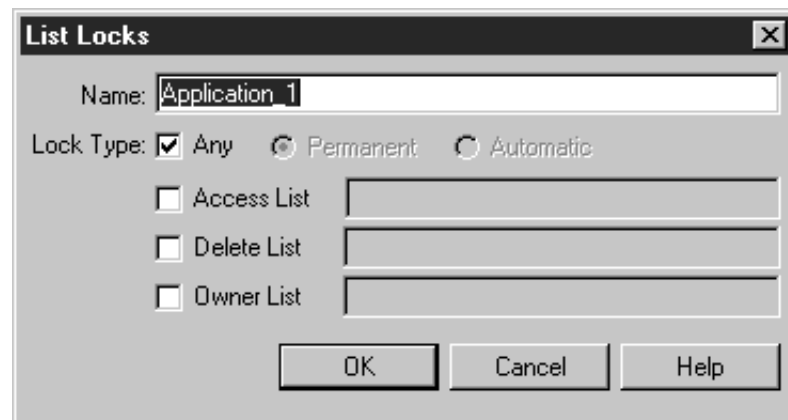 List Locks
Name: Application_1
Lock Type: Any Permanent Automatic
Access List
Delete List
Owner List
OK Cancel Help